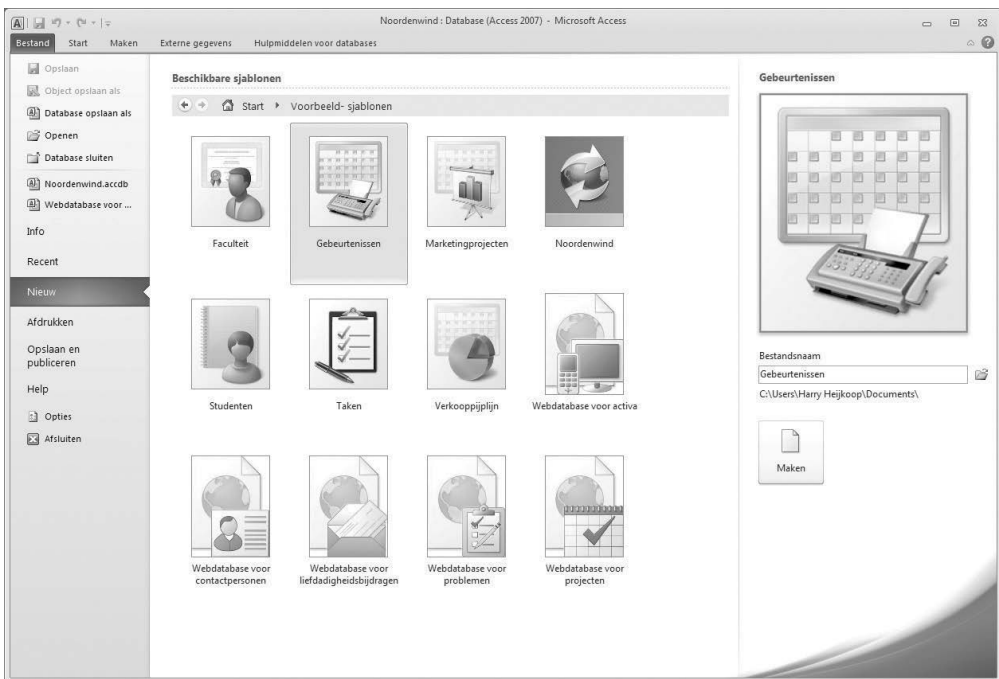 Noordenwind : Database (Access 2007) - Microsoft Access
Bestand Start Maken Externe gegevens Hulpmiddelen voor databases
Opslaan
Object opslaan als
Database opslaan als
Openen
Database sluiten
Noordenwind.accdb
Webdatabase voor ...
Info
Recent
Nieuw
Afdrukken
Opslaan en
publiceren
Help
Opties
Afsluiten
Beschikbare sjablonen
Start Voorbeeld- sjablonen
Faculteit Gebeurtenissen Marketingprojecten Noordenwind
Studenten Taken Verkooppijplijn Webdatabase voor activa
Webdatabase voor
contactpersonen
Webdatabase voor
liefdadigheidsbijdragen
Webdatabase voor
problemen
Webdatabase voor
projecten
Gebeurtenissen
Bestandsnaam
Gebeurtenissen
C:\Users\Harry Heijkoop\Documents\
Maken